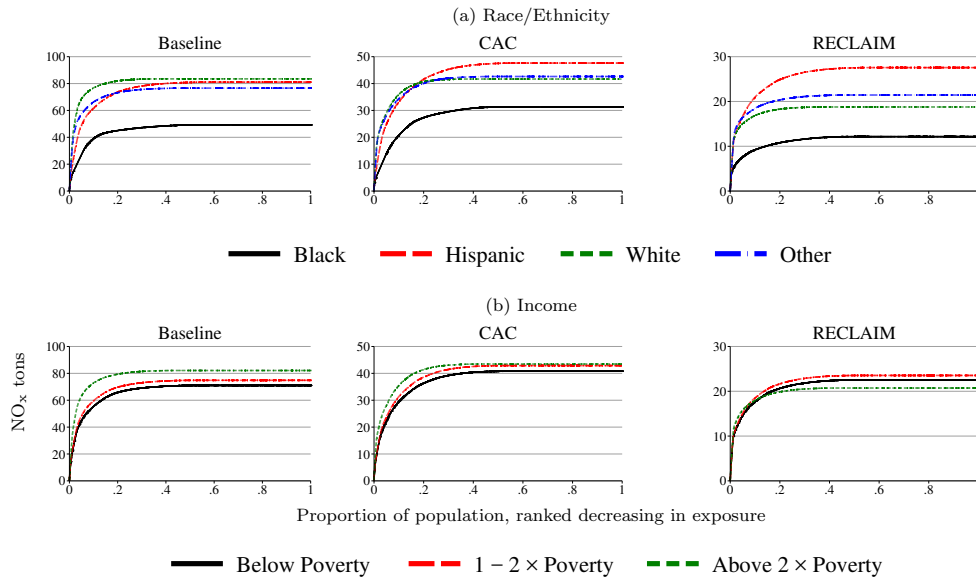 (a) Race/Ethnicity
Baseline
CAC
RECLAIM
100
80
60
40
20
0
0 .2 .4 .6 .8 1
50
40
30
20
10
0
0 .2 .4 .6 .8 1
30
20
10
0
0 .2 .4 .6 .8
Black Hispanic White Other
(b) Income
Baseline
CAC
RECLAIM
NOx tons
100
80
60
40
20
0
0 .2 .4 .6 .8 1
50
40
30
20
10
0
0 .2 .4 .6 .8 1
30
20
10
0
0 .2 .4 .6 .8
Proportion of population, ranked decreasing in exposure
Below Poverty 1 − 2 × Poverty Above 2 × Poverty